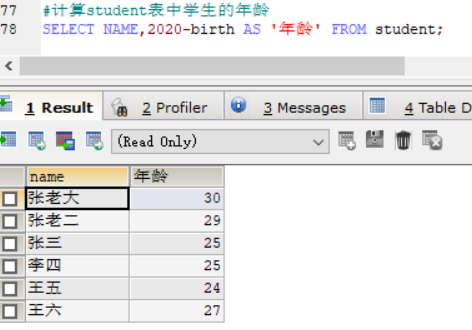 77 #计算student表中学生的年龄
78 SELECT NAME,2020-birth AS '年龄' FROM student;
1 Result 2 Profiler 3 Messages 4 Table D
(Read Only)
name 年龄
张老大 30
张老二 29
张三 25
李四 25
王五 24
王六 27